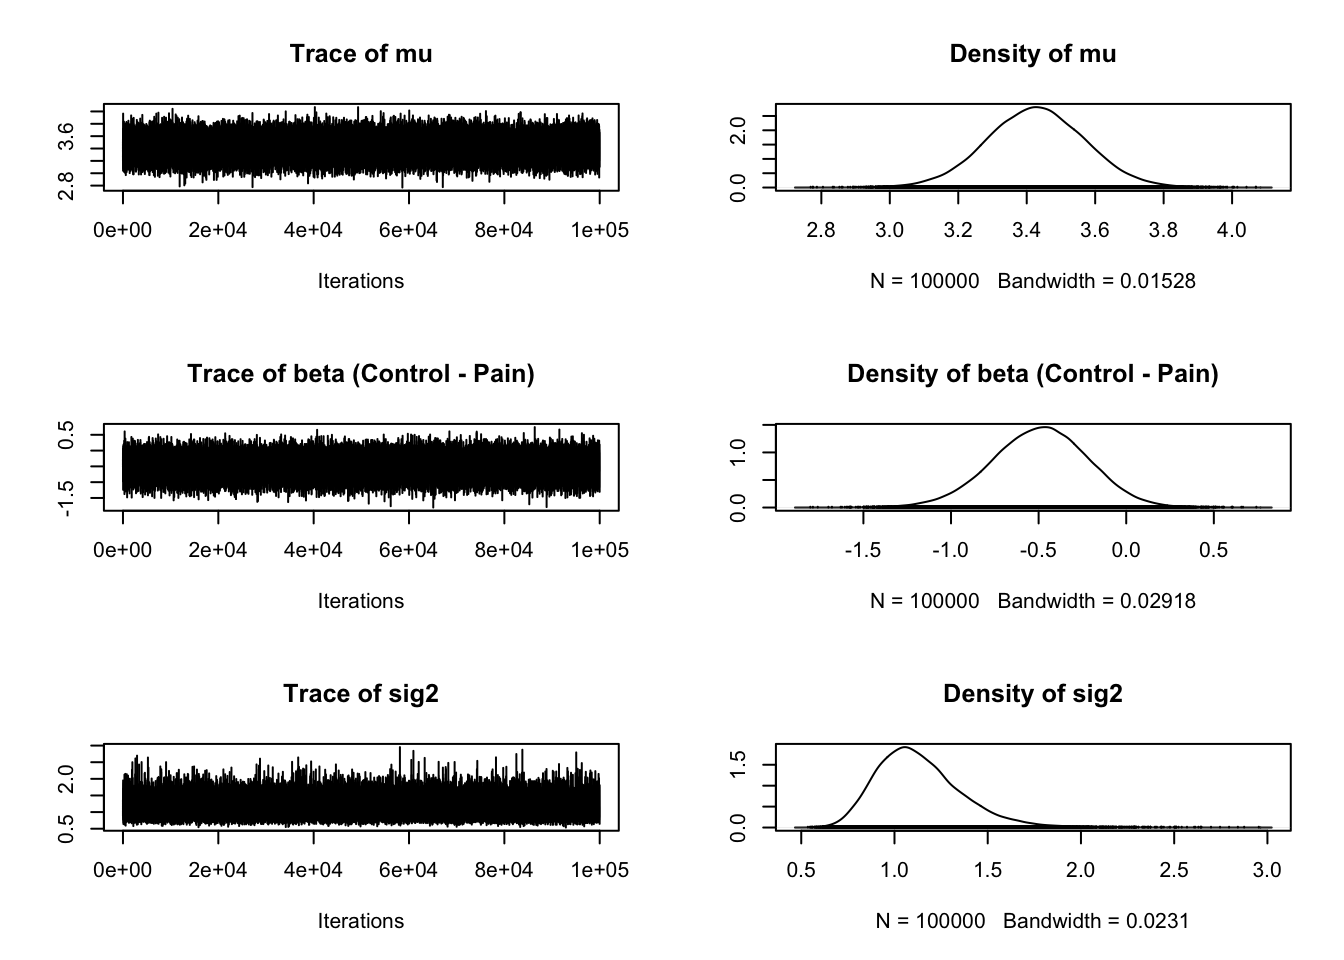 Trace of mu
2.8 3.6
0e+00 2e+04 4e+04 6e+04 8e+04 1e+05
Iterations
Density of mu
0.0 2.0
2.8 3.0 3.2 3.4 3.6 3.8 4.0
N = 100000 Bandwidth = 0.01528
Trace of beta (Control - Pain)
-1.5 0.5
0e+00 2e+04 4e+04 6e+04 8e+04 1e+05
Iterations
Density of beta (Control - Pain)
0.0 1.0
-1.5 -1.0 -0.5 0.0 0.5
N = 100000 Bandwidth = 0.02918
Trace of sig2
0.5 2.0
0e+00 2e+04 4e+04 6e+04 8e+04 1e+05
Iterations
Density of sig2
0.0 1.5
0.5 1.0 1.5 2.0 2.5 3.0
N = 100000 Bandwidth = 0.0231